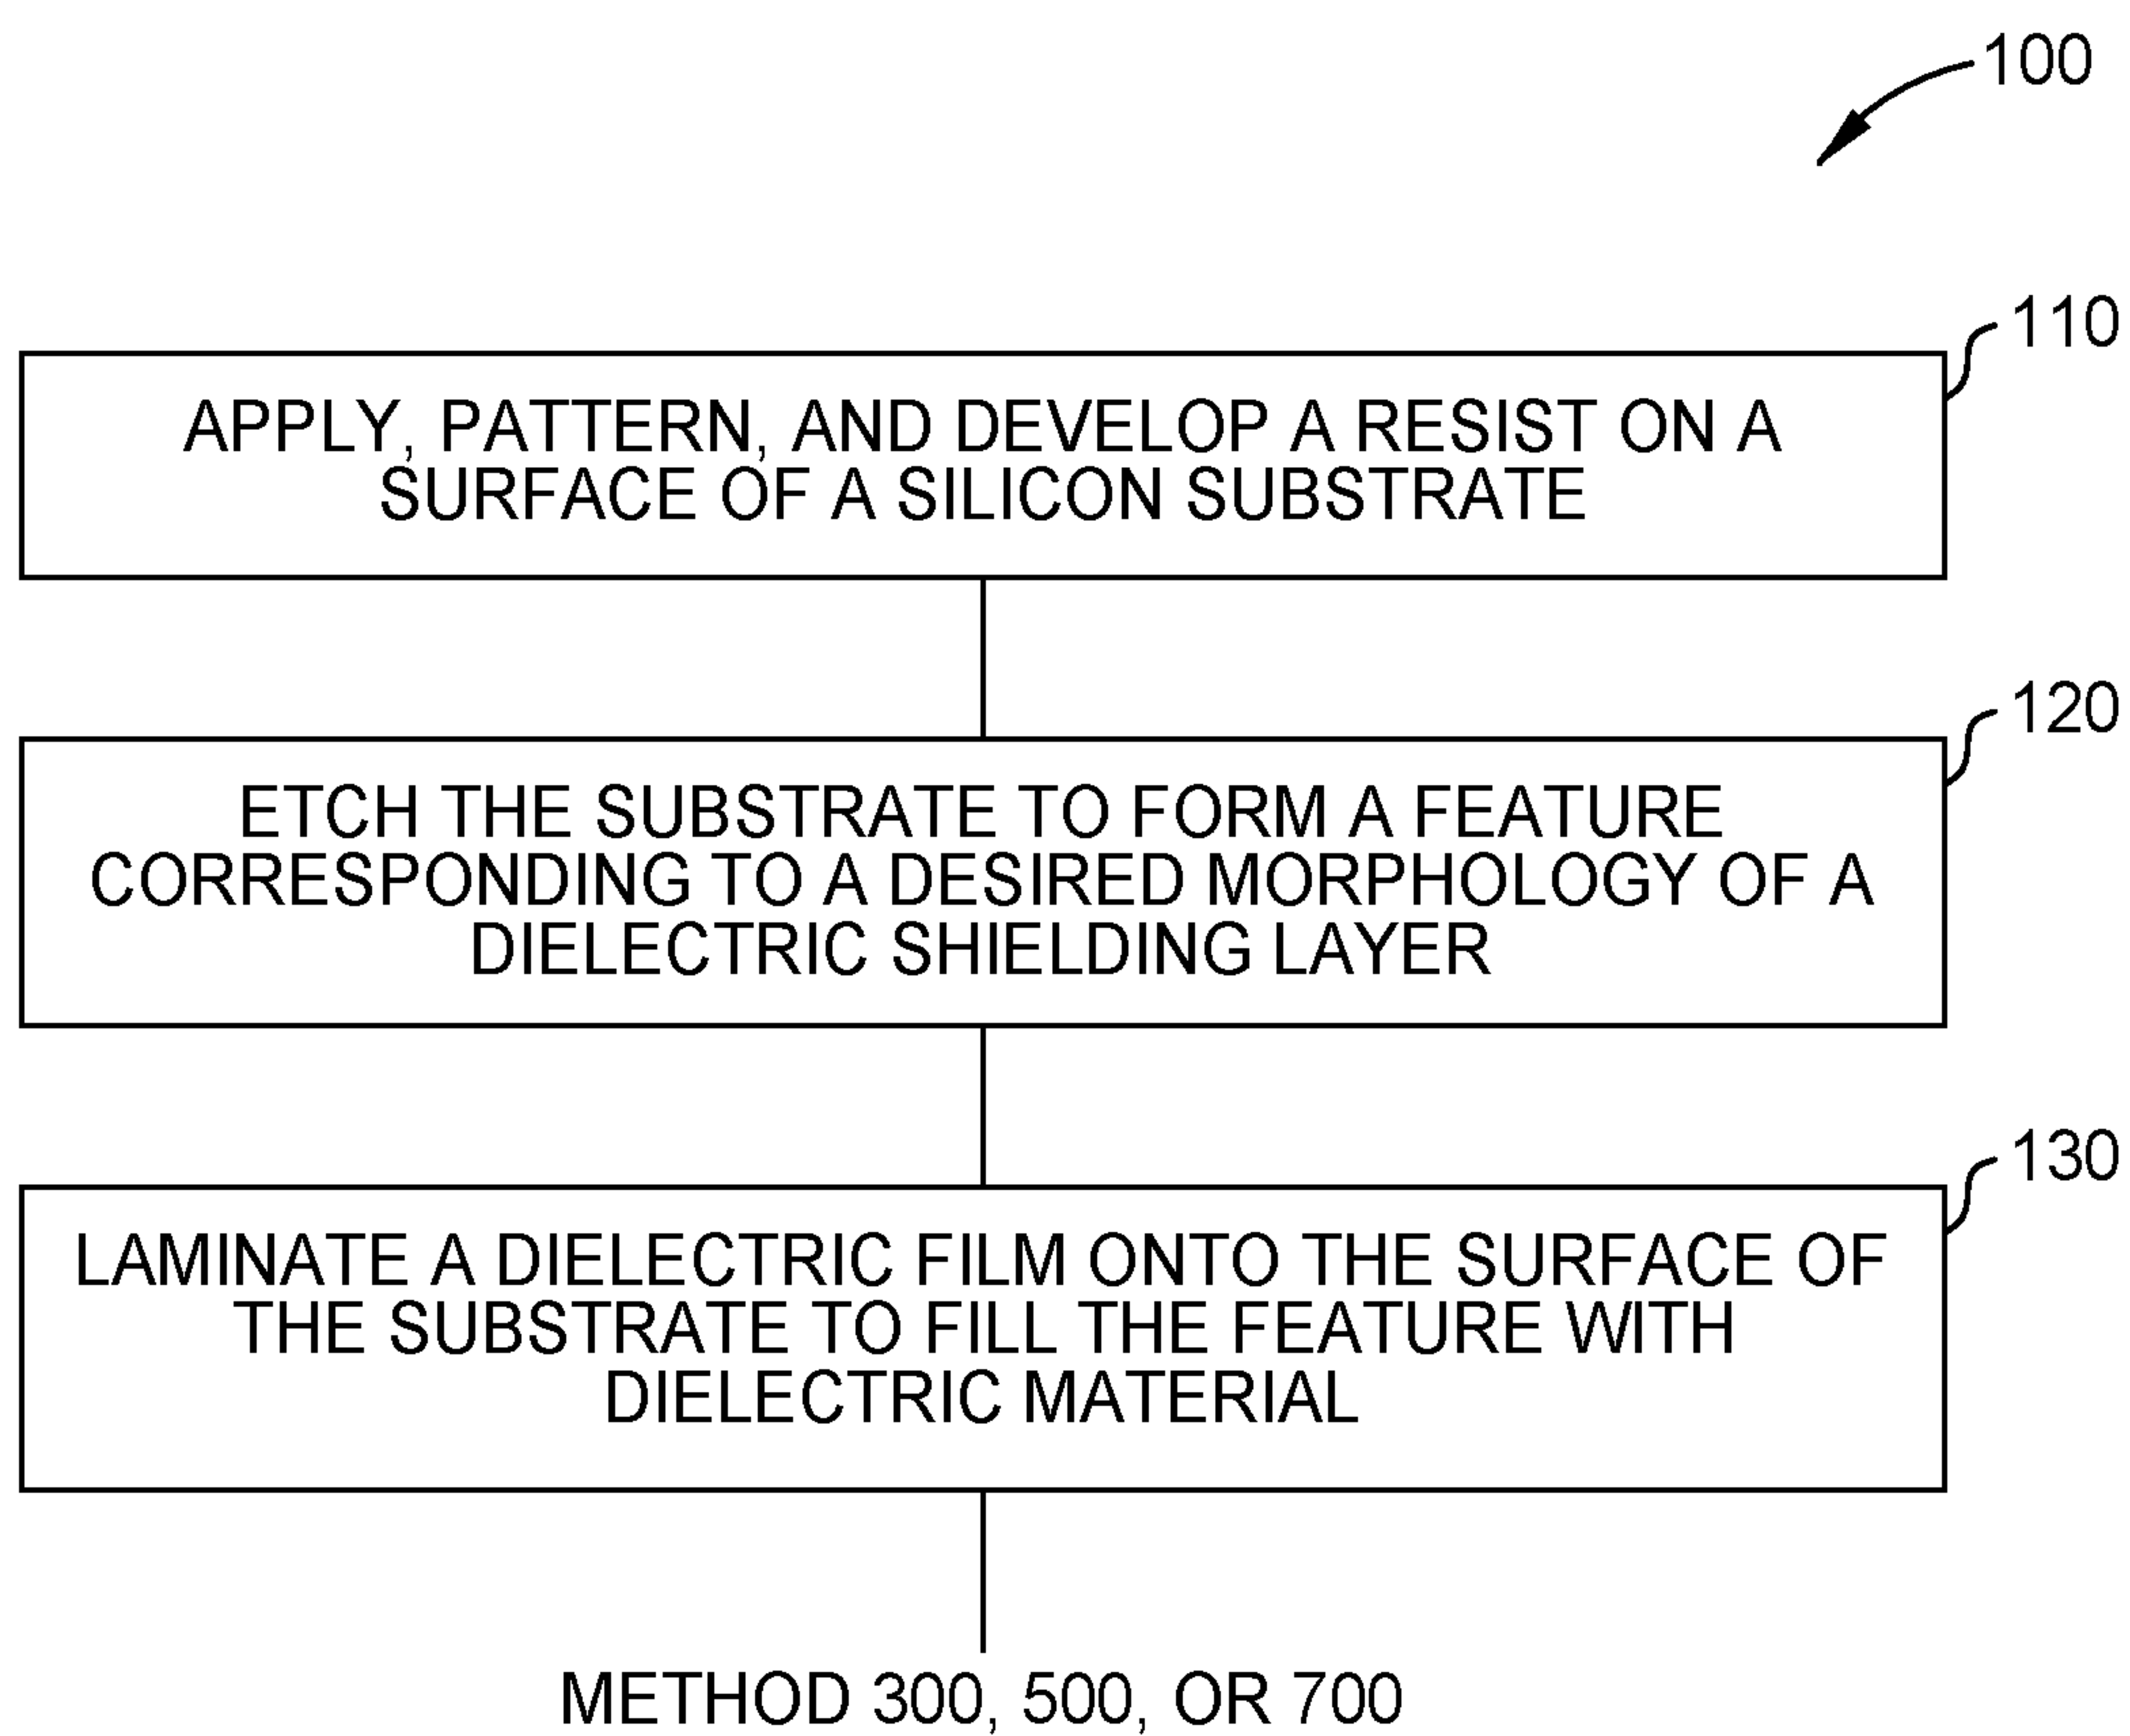 100
110
APPLY, PATTERN, AND DEVELOP A RESIST ON A
SURFACE OF A SILICON SUBSTRATE
120
ETCH THE SUBSTRATE TO FORM A FEATURE
CORRESPONDING TO A DESIRED MORPHOLOGY OF A
DIELECTRIC SHIELDING LAYER
130
LAMINATE A DIELECTRIC FILM ONTO THE SURFACE OF
THE SUBSTRATE TO FILL THE FEATURE WITH
DIELECTRIC MATERIAL
METHOD 300, 500, OR 700